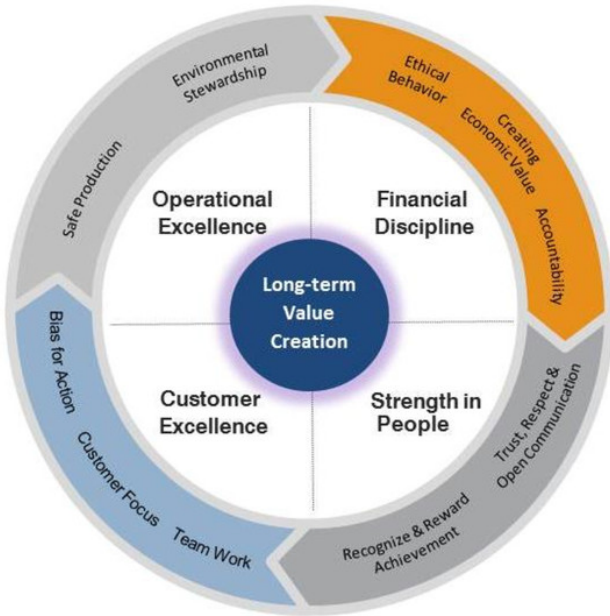 Environmental
Stewardship
Safe Production
Ethical
Behavior
Creating
Economic Value
Accountability
Operational
Excellence
Financial
Discipline
Long-term
Value
Creation
Customer
Excellence
Strength in
People
Bias for Action
Customer Focus
Team Work
Trust, Respect &
Open Communication
Recognize & Reward
Achievement